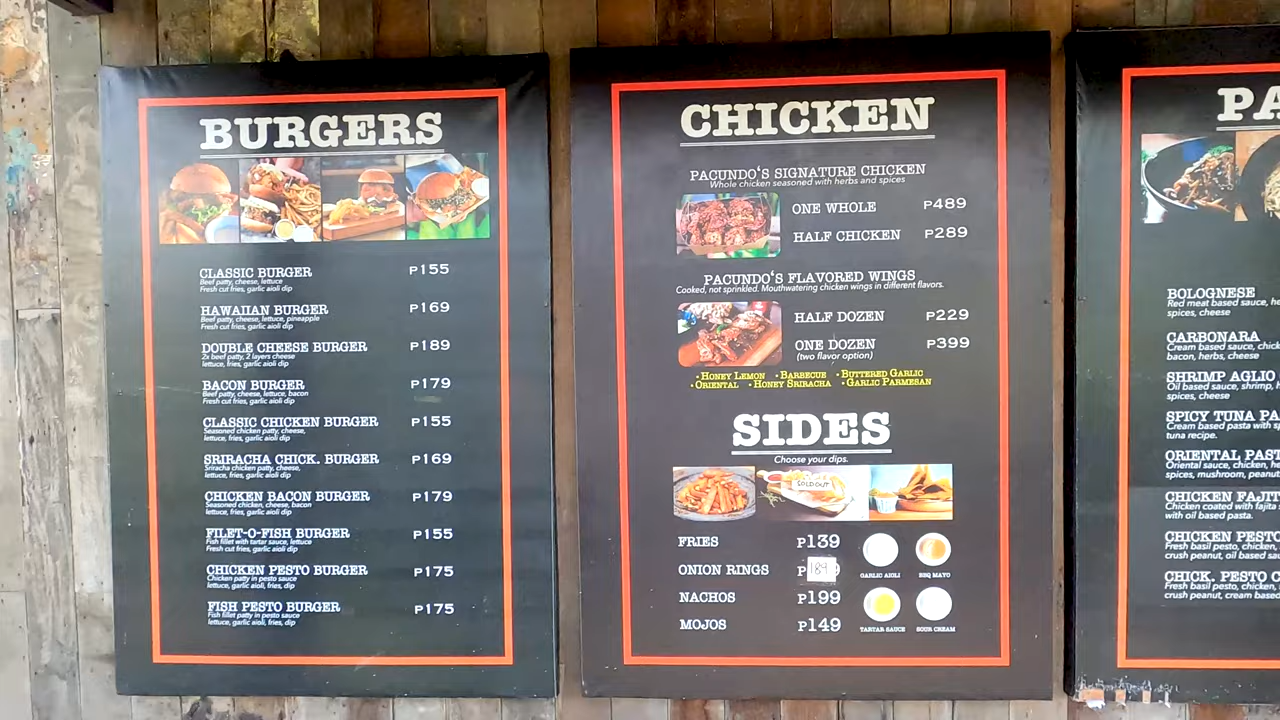 BURGERS
CLASSIC BURGER P155
Beef patty, cheese, lettuce
Fresh cut fries, garlic aioli dip
HAWAIIAN BURGER P169
Beef patty, cheese, lettuce, pineapple
Fresh cut fries, garlic aioli dip
DOUBLE CHEESE BURGER P189
2x beef patty, 2 layers cheese
lettuce, fries, garlic aioli dip
BACON BURGER P179
Beef patty, cheese, lettuce, bacon
Fresh cut fries, garlic aioli dip
CLASSIC CHICKEN BURGER P155
Seasoned chicken patty, cheese,
lettuce, fries, garlic aioli dip
SRIRACHA CHICK. BURGER P169
Sriracha chicken patty, cheese,
lettuce, fries, garlic aioli dip
CHICKEN BACON BURGER P179
Seasoned chicken, cheese, bacon
lettuce, fries, garlic aioli dip
FILET-O-FISH BURGER P155
Fish fillet with tartar sauce, lettuce
Fresh cut fries, garlic aioli dip
CHICKEN PESTO BURGER P175
Chicken patty in pesto sauce
lettuce, garlic aioli, fries, dip
FISH PESTO BURGER P175
Fish fillet patty in pesto sauce
lettuce, garlic aioli, fries, dip
CHICKEN
PACUNDO'S SIGNATURE CHICKEN
Whole chicken seasoned with herbs and spices
ONE WHOLE P489
HALF CHICKEN P289
PACUNDO'S FLAVORED WINGS
Cooked, not sprinkled. Mouthwatering chicken wings in different flavors.
HALF DOZEN P229
ONE DOZEN P399
(two flavor option)
• HONEY LEMON • BARBECUE • BUTTERED GARLIC
• ORIENTAL • HONEY SRIRACHA • GARLIC PARMESAN
SIDES
Choose your dips.
SOLD OUT
FRIES P139
ONION RINGS P189
NACHOS P199
MOJOS P149
GARLIC AIOLI BBQ MAYO
TARTAR SAUCE SOUR CREAM
PA
BOLOGNESE
Red meat based sauce,
spices, cheese
CARBONARA
Cream based sauce,
bacon, herbs, cheese
SHRIMP AGLIO
Oil based sauce, shrimp,
spices, cheese
SPICY TUNA PA
Cream based pasta with
tuna recipe.
ORIENTAL PAST
Oriental sauce, chicken,
spices, mushroom, peanut
CHICKEN FAJIT
Chicken coated with fajita
with oil based pasta.
CHICKEN PESTO
Fresh basil pesto, chicken,
crush peanut, oil based
CHICK. PESTO C
Fresh basil pesto, chicken,
crush peanut, cream based